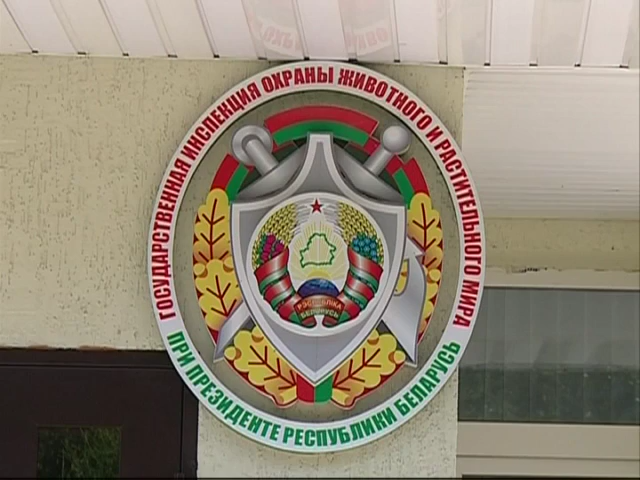 ГОСУДАРСТВЕННАЯ ИНСПЕКЦИЯ ОХРАНЫ ЖИВОТНОГО И РАСТИТЕЛЬНОГО МИРА
ПРИ ПРЕЗИДЕНТЕ РЕСПУБЛИКИ БЕЛАРУСЬ
РЭСПУБЛІКА
БЕЛАРУСЬ